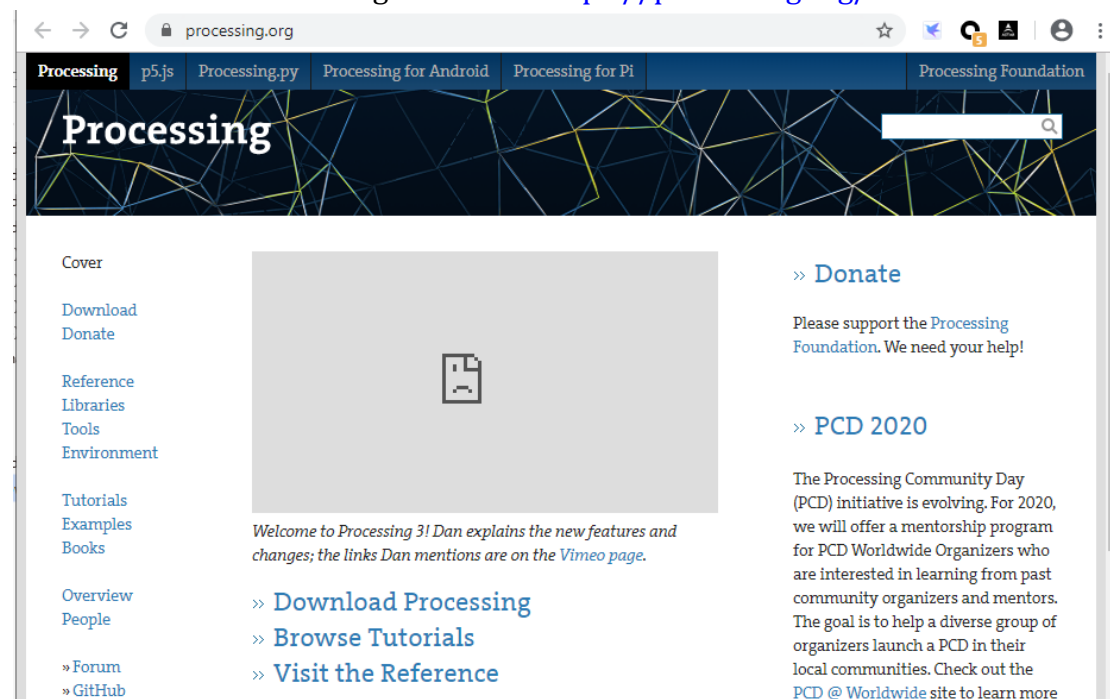 processing.org
5
Processing p5.js Processing.py Processing for Android Processing for Pi Processing Foundation
Processing
Cover
Download
Donate
Reference
Libraries
Tools
Environment
Tutorials
Examples
Books
Overview
People
» Forum
» GitHub
Welcome to Processing 3! Dan explains the new features and
changes; the links Dan mentions are on the Vimeo page.
» Download Processing
» Browse Tutorials
» Visit the Reference
» Donate
Please support the Processing
Foundation. We need your help!
» PCD 2020
The Processing Community Day
(PCD) initiative is evolving. For 2020,
we will offer a mentorship program
for PCD Worldwide Organizers who
are interested in learning from past
community organizers and mentors.
The goal is to help a diverse group of
organizers launch a PCD in their
local communities. Check out the
PCD @ Worldwide site to learn more